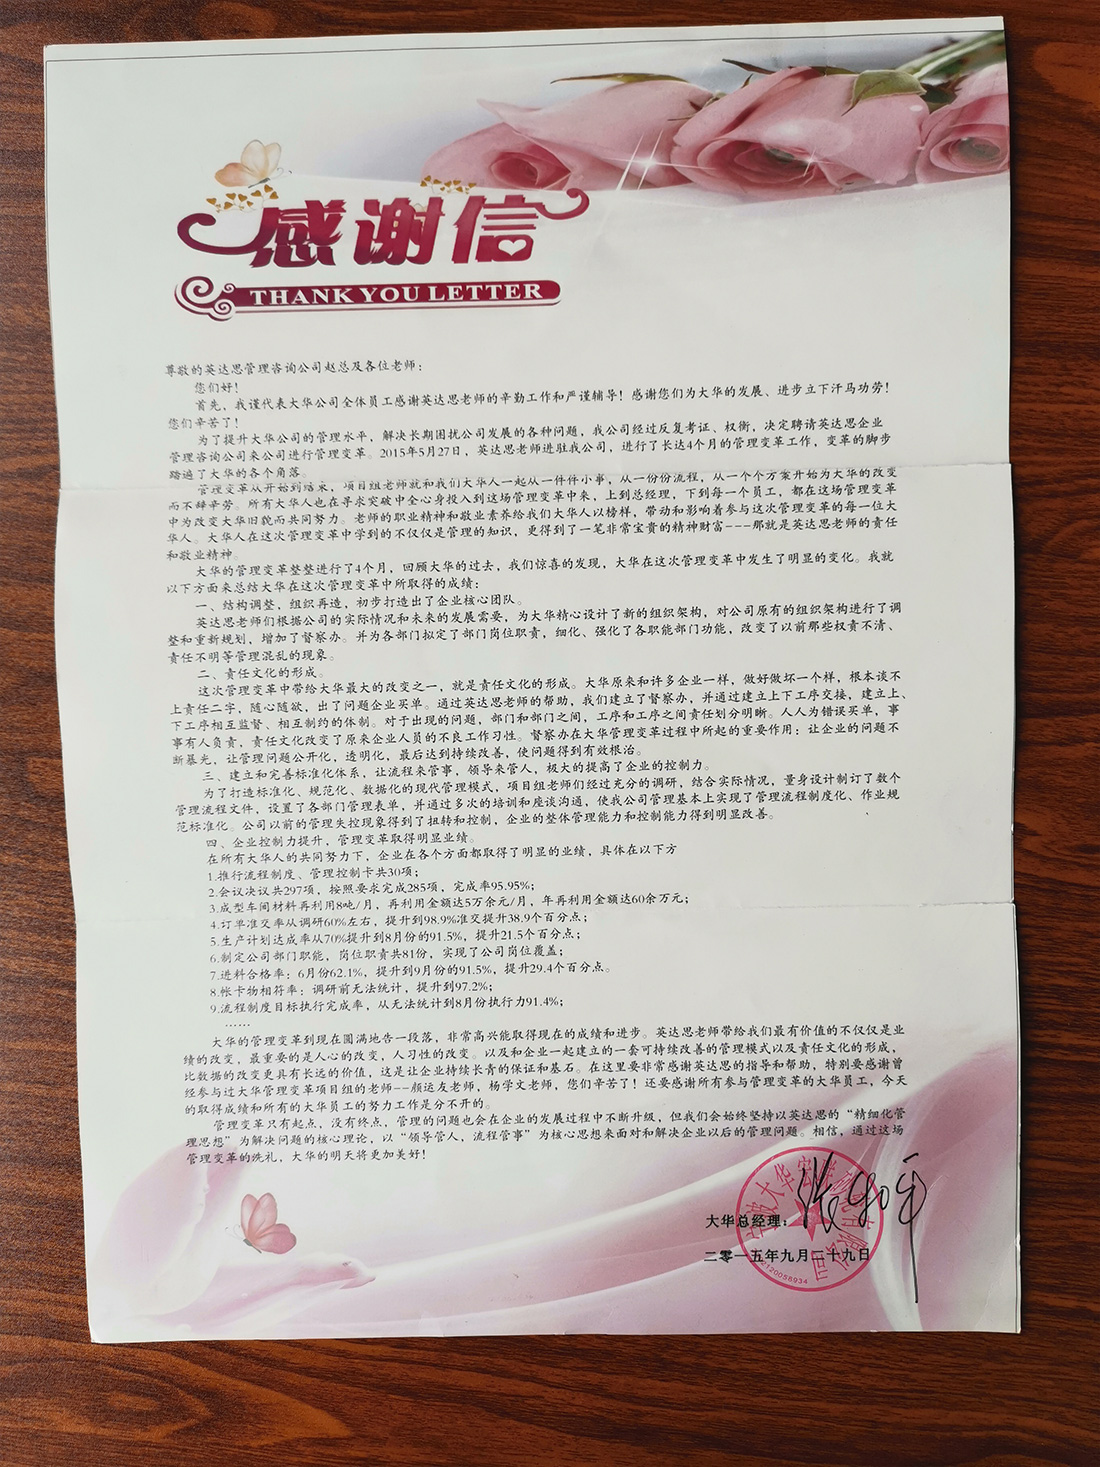 感谢信
THANK YOU LETTER
尊敬的英达思管理咨询公司赵总及各位老师：
您们好！
首先，我谨代表大华公司全体员工感谢英达思老师的辛勤工作和严谨辅导！感谢您们为大华的发展、进步立下汗马功劳！
您们辛苦了！
为了提升大华公司的管理水平，解决长期困扰公司发展的各种问题，我公司经过反复考证、权衡，决定聘请英达思企业
管理咨询公司来公司进行管理变革。2015年5月27日，英达思老师进驻我公司，进行了长达4个月的管理变革工作，变革的脚步
踏遍了大华的各个角落。
管理变革从开始到结束，项目组老师就和我们大华人一起从一件件小事，从一份份流程，从一个个方案开始为大华的改变
而不辞辛劳。所有大华人也在寻求突破中全心身投入到这场管理变革中来，上到总经理，下到每一个员工，都在这场管理变革
中为改变大华旧貌而共同努力。老师的职业精神和敬业素养给我们大华人以榜样，带动和影响着参与这次管理变革的每一位大
华人。大华人在这次管理变革中学到的不仅仅是管理的知识，更得到了一笔非常宝贵的精神财富---那就是英达思老师的责任
和敬业精神。
大华的管理变革整整进行了4个月，回顾大华的过去，我们惊喜的发现，大华在这次管理变革中发生了明显的变化。我就
以下方面来总结大华在这次管理变革中所取得的成绩：
一、结构调整，组织再造，初步打造出了企业核心团队。
英达思老师们根据公司的实际情况和未来的发展需要，为大华精心设计了新的组织架构，对公司原有的组织架构进行了调
整和重新规划，增加了督察办。并为各部门拟定了部门岗位职责，细化、强化了各职能部门功能，改变了以前那些权责不清、
责任不明等管理混乱的现象。
二、责任文化的形成。
这次管理变革中带给大华最大的改变之一，就是责任文化的形成。大华原来和许多企业一样，做好做坏一个样，根本谈不
上责任二字，随心随欲，出了问题企业买单。通过英达思老师的帮助，我们建立了督察办，并通过建立上下工序交接，建立上、
下工序相互监督、相互制约的体制。对于出现的问题，部门和部门之间，工序和工序之间责任划分明晰。人人为错误买单，事
事有人负责，责任文化改变了原来企业人员的不良工作习性。督察办在大华管理变革过程中所起的重要作用：让企业的问题不
断暴光，让管理问题公开化，透明化，最后达到持续改善，使问题得到有效根治。
三、建立和完善标准化体系，让流程来管事，领导来管人，极大的提高了企业的控制力。
为了打造标准化、规范化、数据化的现代管理模式，项目组老师们经过充分的调研，结合实际情况，量身设计制订了数个
管理流程文件，设置了各部门管理表单，并通过多次的培训和座谈沟通，使我公司管理基本上实现了管理流程制度化、作业规
范标准化。公司以前的管理失控现象得到了扭转和控制，企业的整体管理能力和控制能力得到明显改善。
四、企业控制力提升，管理变革取得明显业绩。
在所有大华人的共同努力下，企业在各个方面都取得了明显的业绩，具体在以下方
1.推行流程制度、管理控制卡共30项；
2.会议决议共297项，按照要求完成285项，完成率95.95%；
3.成型车间材料再利用8吨/月，再利用金额达5万余元/月，年再利用金额达60余万元；
4.订单准交率从调研60%左右，提升到98.9%准交提升38.9个百分点；
5.生产计划达成率从70%提升到8月份的91.5%，提升21.5个百分点；
6.制定公司部门职能，岗位职责共81份，实现了公司岗位覆盖；
7.进料合格率：6月份62.1%，提升到9月份的91.5%，提升29.4个百分点。
8.帐卡物相符率：调研前无法统计，提升到97.2%；
9.流程制度目标执行完成率，从无法统计到8月份执行力91.4%；
……
大华的管理变革到现在圆满地告一段落，非常高兴能取得现在的成绩和进步。英达思老师带给我们最有价值的不仅仅是业
绩的改变，最重要的是人心的改变，人习性的改变。以及和企业一起建立的一套可持续改善的管理模式以及责任文化的形成，
比数据的改变更具有长远的价值，这是让企业持续长青的保证和基石。在这里要非常感谢英达思的指导和帮助，特别要感谢曾
经参与过大华管理变革项目组的老师--顾运友老师，杨学文老师，您们辛苦了！还要感谢所有参与管理变革的大华员工，今天
的取得成绩和所有的大华员工的努力工作是分不开的。
管理变革只有起点，没有终点，管理的问题也会在企业的发展过程中不断升级，但我们会始终坚持以英达思的“精细化管
理思想”为解决问题的核心理论，以“领导管人，流程管事”为核心思想来面对和解决企业以后的管理问题。相信，通过这场
管理变革的洗礼，大华的明天将更加美好！
大华总经理：
二零一五年九月二十九日